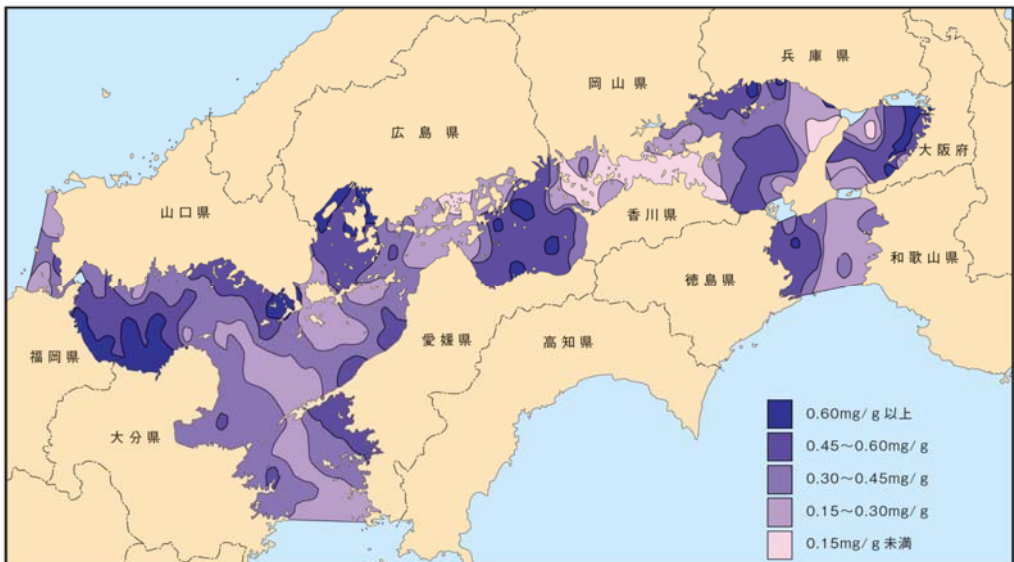 兵庫県
岡山県
広島県
大阪府
山口県
香川県
和歌山県
徳島県
愛媛県
高知県
福岡県
大分県
0.60mg/g以上
0.45～0.60mg/g
0.30～0.45mg/g
0.15～0.30mg/g
0.15mg/g未満